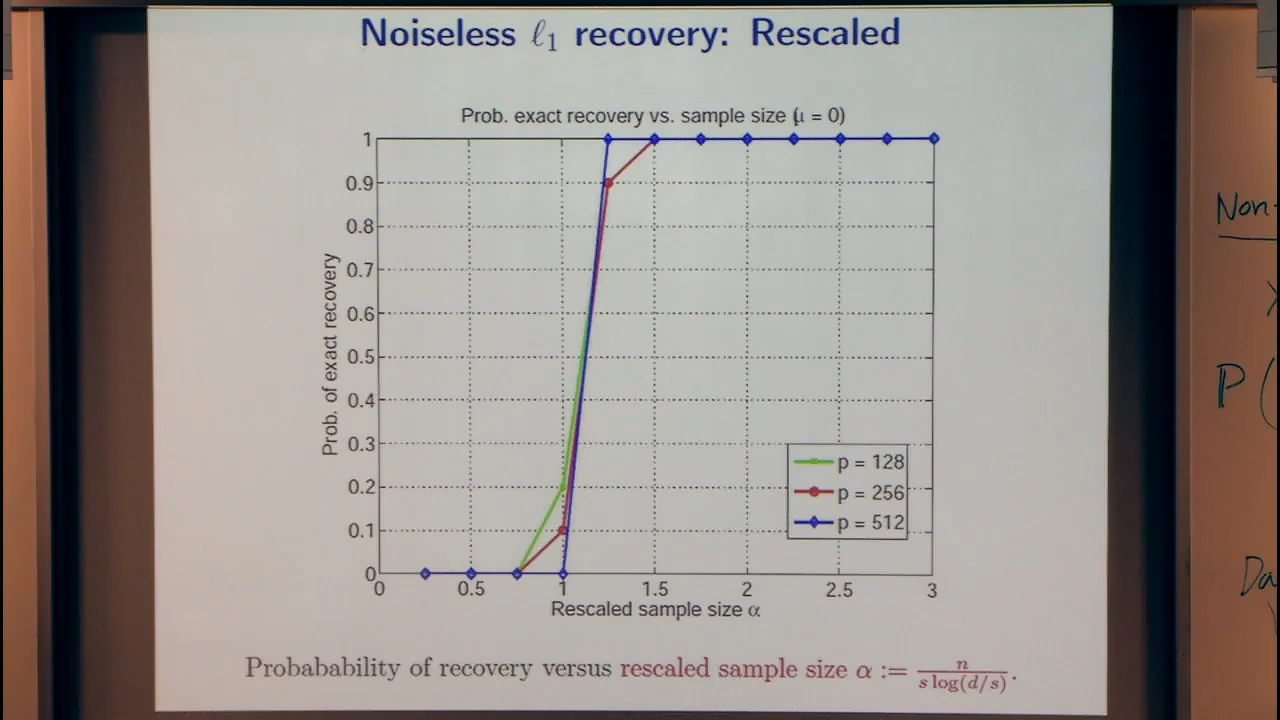 Noiseless ℓ1 recovery: Rescaled
Prob. exact recovery vs. sample size (μ = 0)
Prob. of exact recovery
1
0.9
0.8
0.7
0.6
0.5
0.4
0.3
0.2
0.1
0
0 0.5 1 1.5 2 2.5 3
Rescaled sample size α
p = 128
p = 256
p = 512
Probabability of recovery versus rescaled sample size α := n / s log(d/s).
Non-
P (
Da